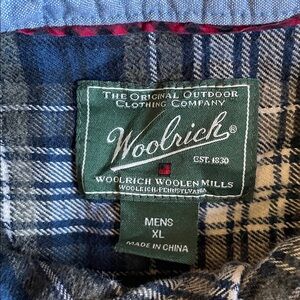 THE ORIGINAL OUTDOOR
CLOTHING COMPANY
Woolrich®
EST. 1830
WOOLRICH WOOLEN MILLS
WOOLRICH, PENNSYLVANIA
MENS
XL
MADE IN CHINA